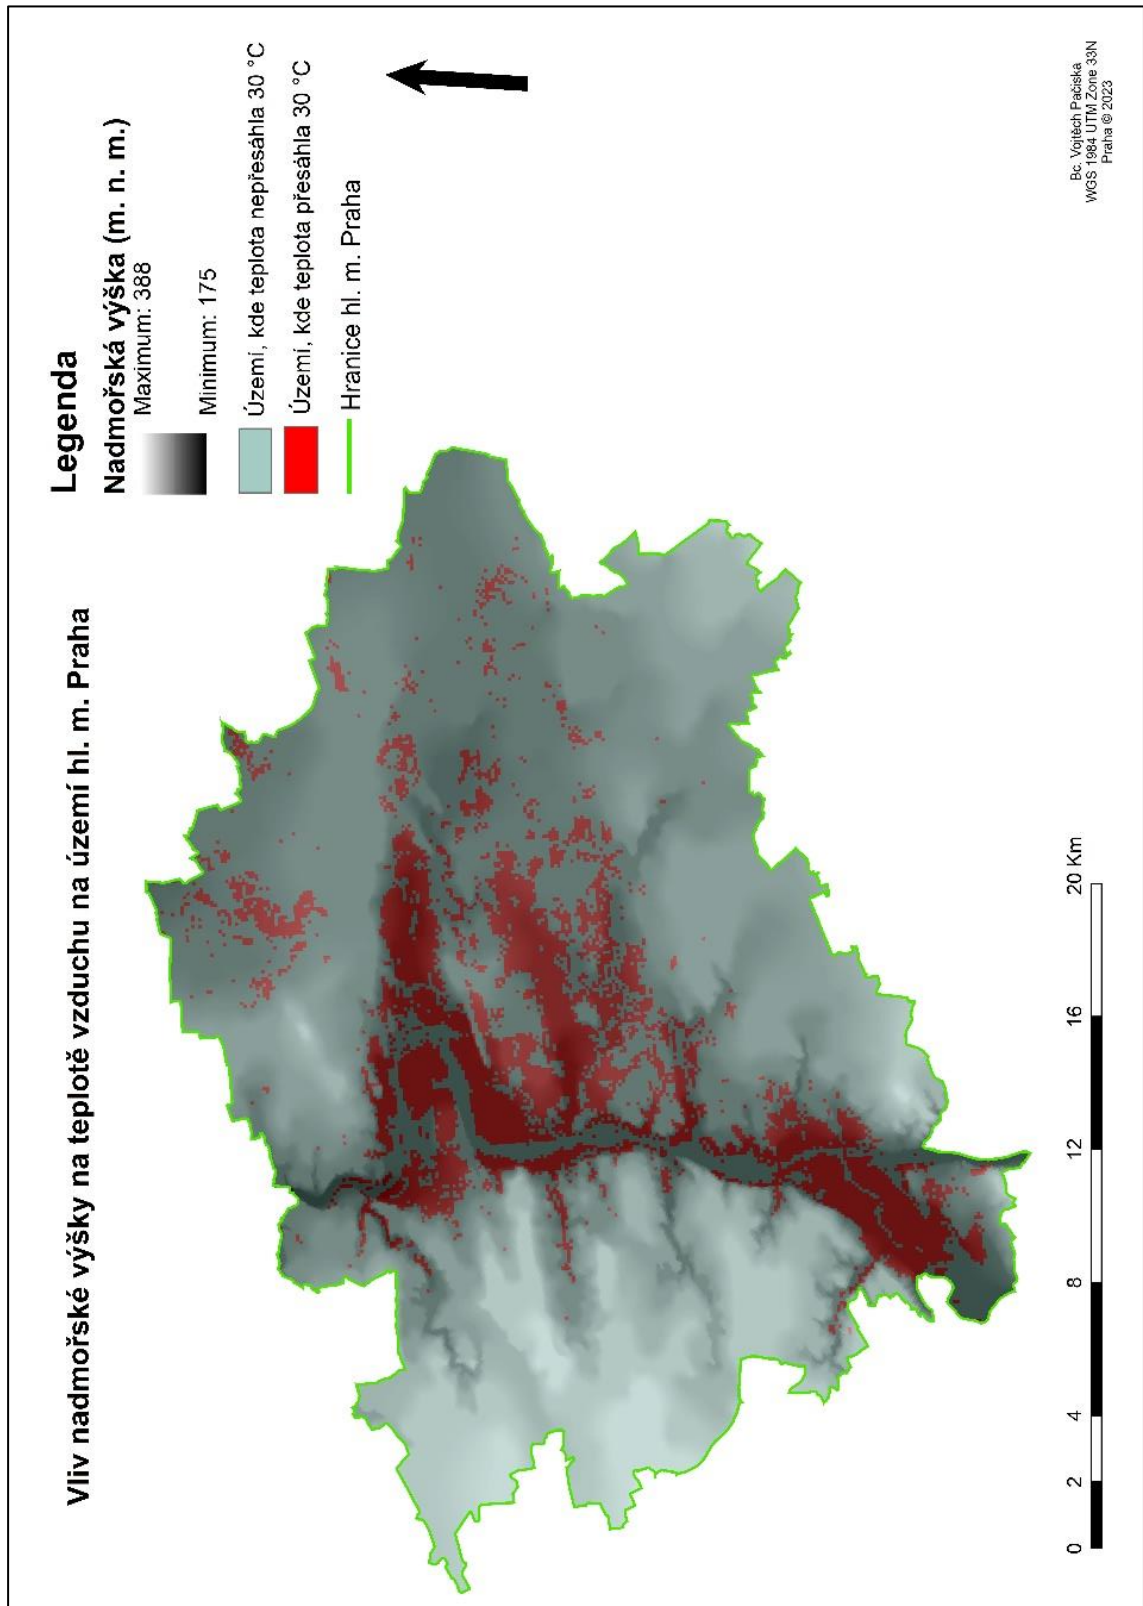 Vliv nadmořské výšky na teplotě vzduchu na území hl. m. Praha
Legenda
Nadmořská výška (m. n. m.)
Maximum: 388
Minimum: 175
Území, kde teplota nepřesáhla 30 °C
Území, kde teplota přesáhla 30 °C
Hranice hl. m. Praha
0 2 4 8 12 16 20 Km
Bc. Vojtěch Pačiska
WGS 1984 UTM Zone 33N
Praha © 2023